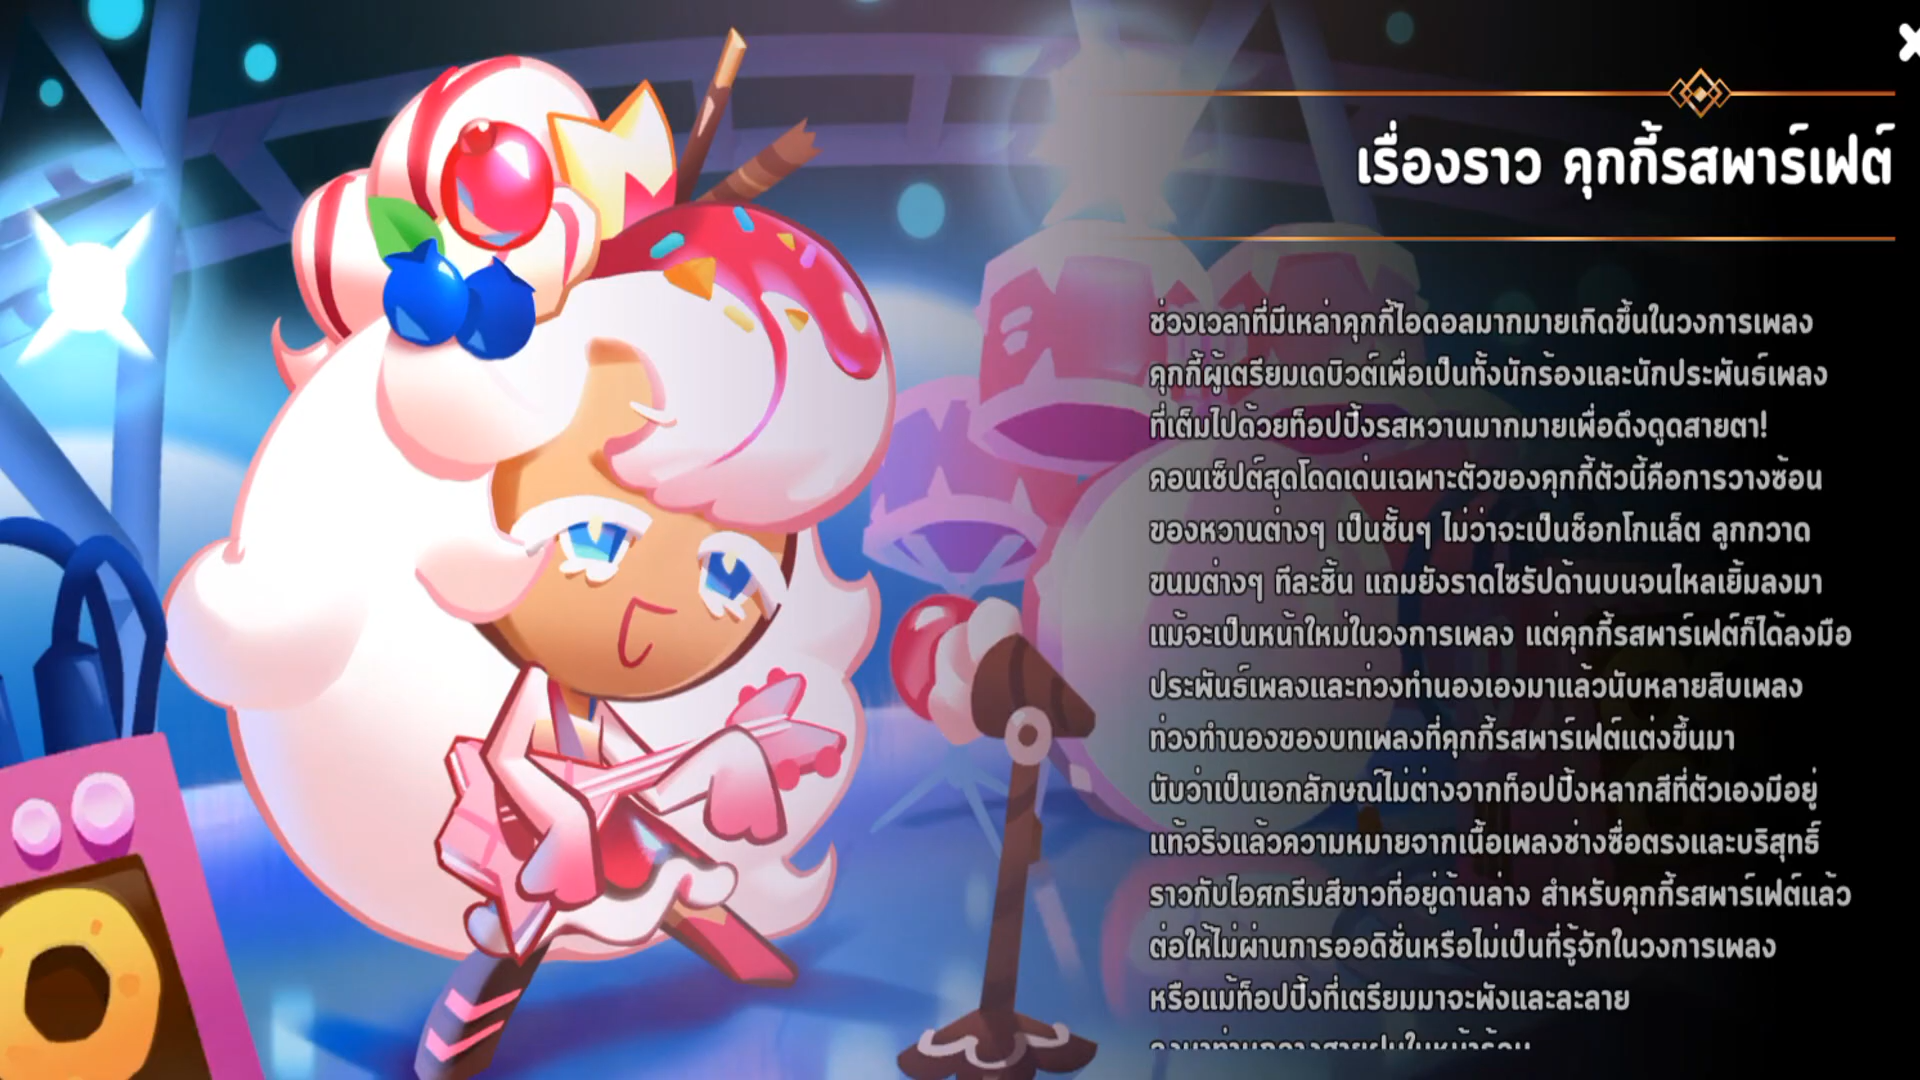 เรื่องราว คุกกี้รสพาร์เฟต์
ช่วงเวลาที่มีเหล่าคุกกี้ไอดอลมากมายเกิดขึ้นในวงการเพลง
คุกกี้ผู้เตรียมเดบิวต์เพื่อเป็นทั้งนักร้องและนักประพันธ์เพลง
ที่เต็มไปด้วยท็อปปิ้งรสหวานมากมายเพื่อดึงดูดสายตา!
คอนเซ็ปต์สุดโดดเด่นเฉพาะตัวของคุกกี้ตัวนี้คือการวางซ้อน
ของหวานต่างๆ เป็นชั้นๆ ไม่ว่าจะเป็นช็อกโกแล็ต ลูกกวาด
ขนมต่างๆ ทีละชิ้น แถมยังราดไซรัปด้านบนจนไหลเยิ้มลงมา
แม้จะเป็นหน้าใหม่ในวงการเพลง แต่คุกกี้รสพาร์เฟต์ก็ได้ลงมือ
ประพันธ์เพลงและท่วงทำนองเองมาแล้วนับหลายสิบเพลง
ท่วงทำนองของบทเพลงที่คุกกี้รสพาร์เฟต์แต่งขึ้นมา
นับว่าเป็นเอกลักษณ์ไม่ต่างจากท็อปปิ้งหลากสีที่ตัวเองมีอยู่
แท้จริงแล้วความหมายจากเนื้อเพลงช่างซื่อตรงและบริสุทธิ์
ราวกับไอศกรีมสีขาวที่อยู่ด้านล่าง สำหรับคุกกี้รสพาร์เฟต์แล้ว
ต่อให้ไม่ผ่านการออดิชั่นหรือไม่เป็นที่รู้จักในวงการเพลง
หรือแม้ท็อปปิ้งที่เตรียมมาจะพังและละลาย